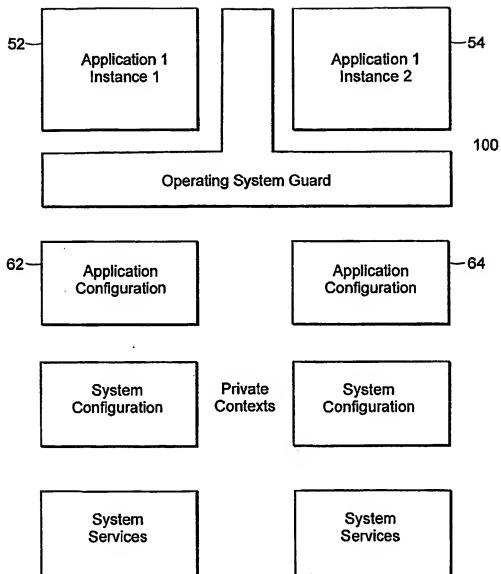 52
Application 1
Instance 1
Application 1
Instance 2
54
100
Operating System Guard
62
Application
Configuration
Application
Configuration
64
System
Configuration
Private
Contexts
System
Configuration
System
Services
System
Services